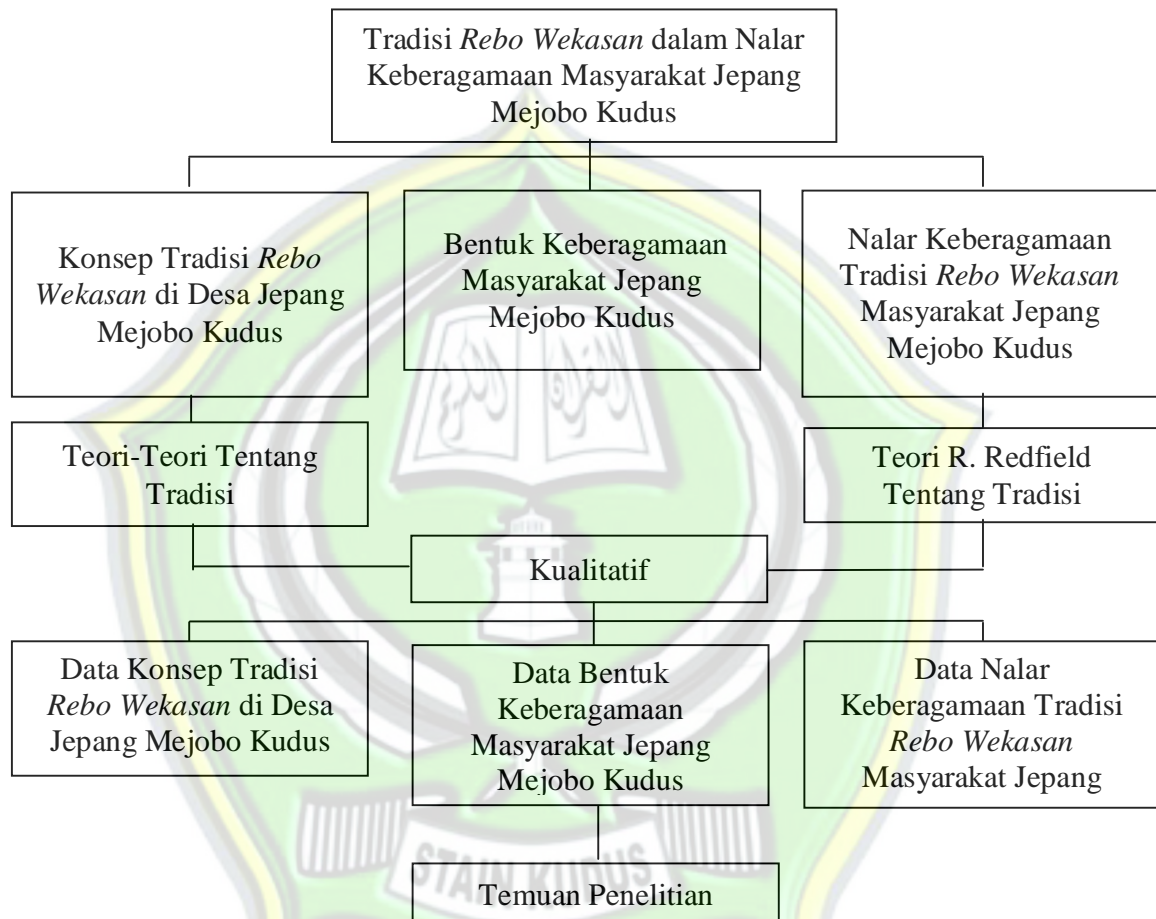 Tradisi Rebo Wekasan dalam Nalar
Keberagamaan Masyarakat Jepang
Mejobo Kudus
Konsep Tradisi Rebo
Wekasan di Desa Jepang
Mejobo Kudus
Bentuk Keberagamaan
Masyarakat Jepang
Mejobo Kudus
Nalar Keberagamaan
Tradisi Rebo Wekasan
Masyarakat Jepang
Mejobo Kudus
Teori-Teori Tentang
Tradisi
Teori R. Redfield
Tentang Tradisi
Kualitatif
Data Konsep Tradisi
Rebo Wekasan di Desa
Jepang Mejobo Kudus
Data Bentuk
Keberagamaan
Masyarakat Jepang
Mejobo Kudus
Data Nalar
Keberagamaan Tradisi
Rebo Wekasan
Masyarakat Jepang
STAIN KUDUS
Temuan Penelitian